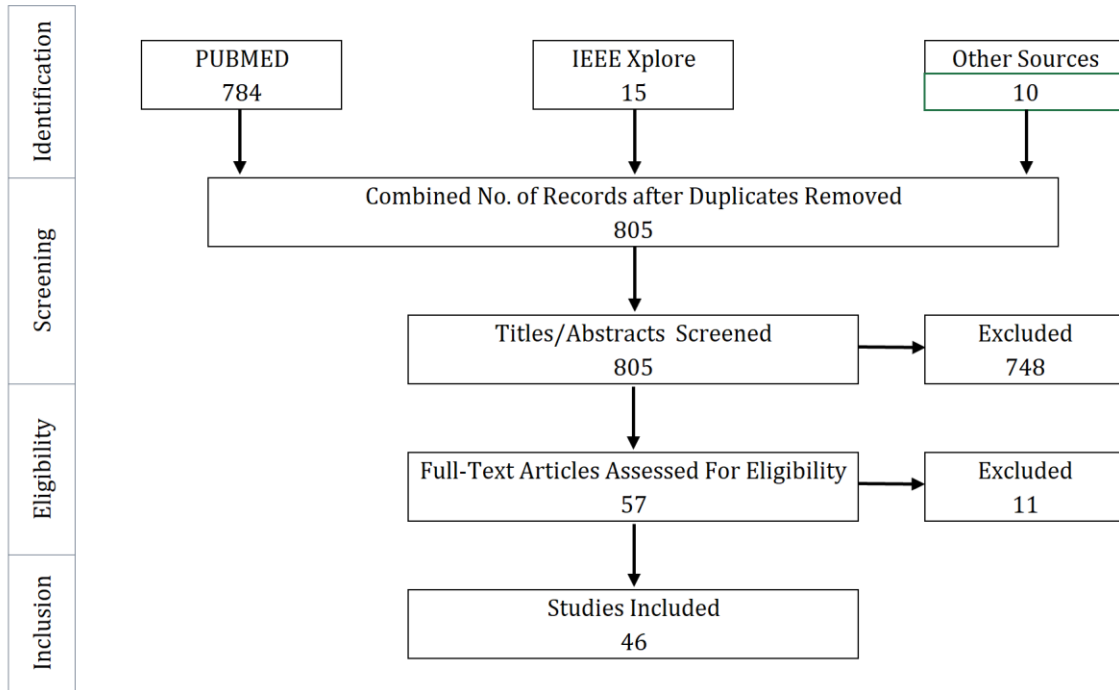 Identification
PUBMED
784
IEEE Xplore
15
Other Sources
10
Screening
Combined No. of Records after Duplicates Removed
805
Titles/Abstracts Screened
805
Excluded
748
Eligibility
Full-Text Articles Assessed For Eligibility
57
Excluded
11
Inclusion
Studies Included
46